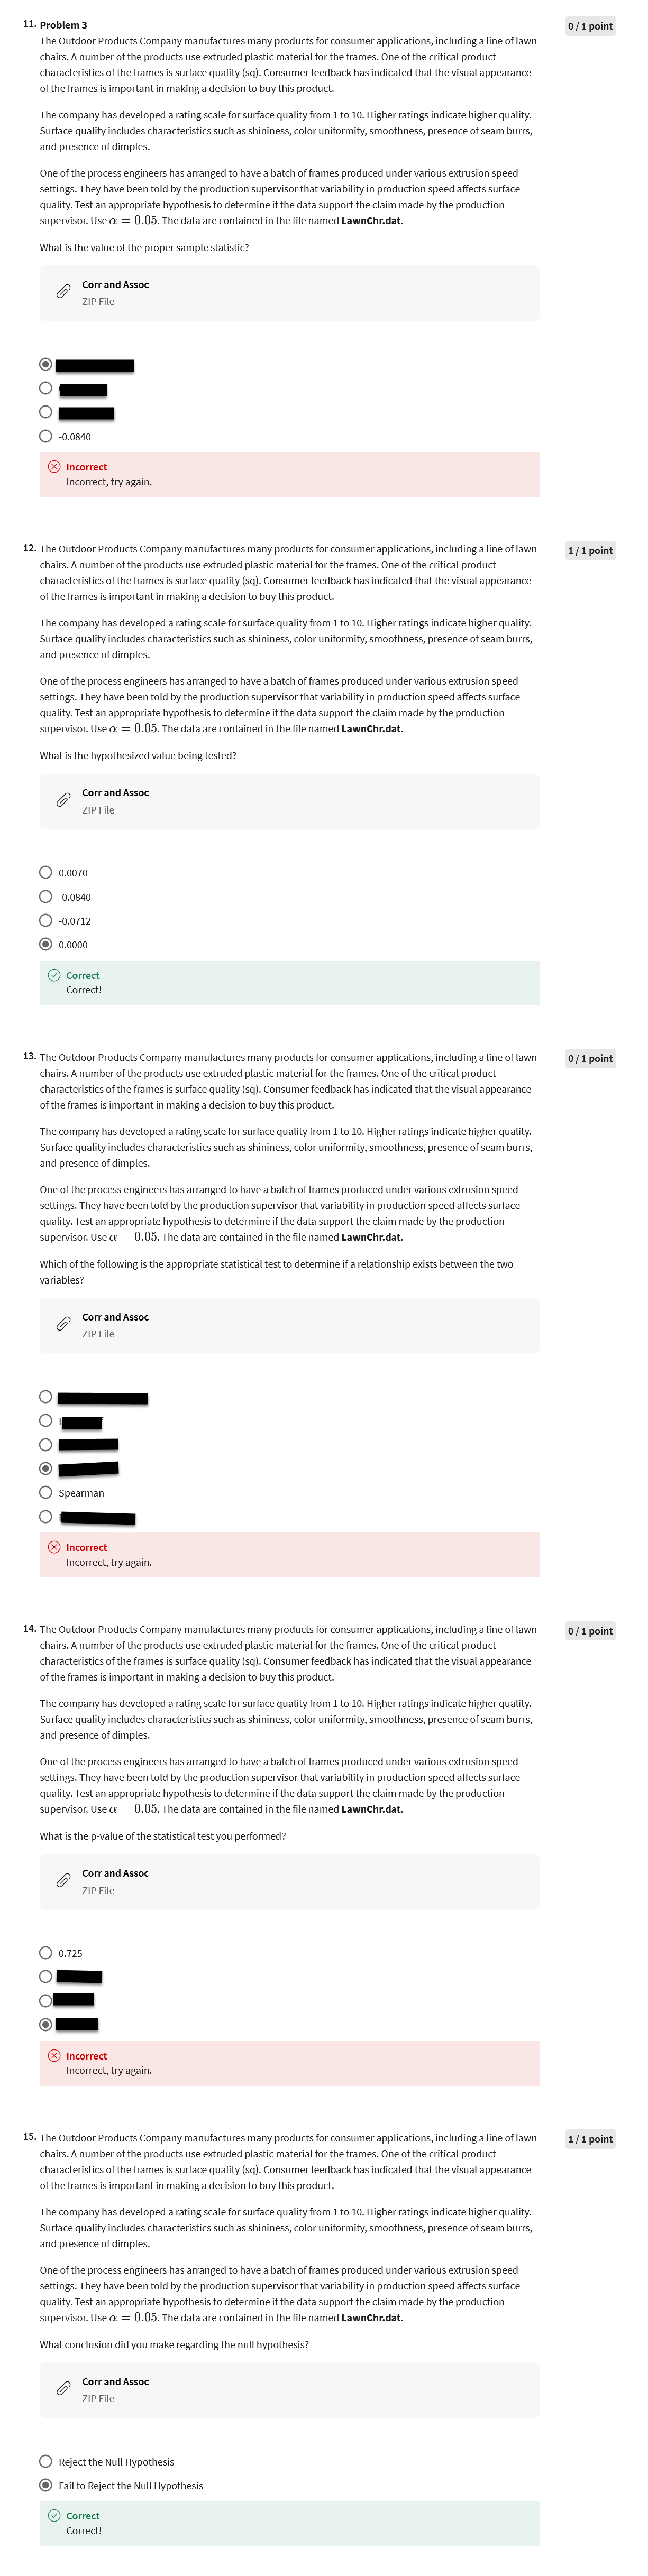 11. Problem 3
0 / 1 point
The Outdoor Products Company manufactures many products for consumer applications, including a line of lawn
chairs. A number of the products use extruded plastic material for the frames. One of the critical product
characteristics of the frames is surface quality (sq). Consumer feedback has indicated that the visual appearance
of the frames is important in making a decision to buy this product.
The company has developed a rating scale for surface quality from 1 to 10. Higher ratings indicate higher quality.
Surface quality includes characteristics such as shininess, color uniformity, smoothness, presence of seam burrs,
and presence of dimples.
One of the process engineers has arranged to have a batch of frames produced under various extrusion speed
settings. They have been told by the production supervisor that variability in production speed affects surface
quality. Test an appropriate hypothesis to determine if the data support the claim made by the production
supervisor. Use α = 0.05. The data are contained in the file named LawnChr.dat.
What is the value of the proper sample statistic?
Corr and Assoc
ZIP File
-0.0840
Incorrect
Incorrect, try again.
12. The Outdoor Products Company manufactures many products for consumer applications, including a line of lawn
1 / 1 point
chairs. A number of the products use extruded plastic material for the frames. One of the critical product
characteristics of the frames is surface quality (sq). Consumer feedback has indicated that the visual appearance
of the frames is important in making a decision to buy this product.
The company has developed a rating scale for surface quality from 1 to 10. Higher ratings indicate higher quality.
Surface quality includes characteristics such as shininess, color uniformity, smoothness, presence of seam burrs,
and presence of dimples.
One of the process engineers has arranged to have a batch of frames produced under various extrusion speed
settings. They have been told by the production supervisor that variability in production speed affects surface
quality. Test an appropriate hypothesis to determine if the data support the claim made by the production
supervisor. Use α = 0.05. The data are contained in the file named LawnChr.dat.
What is the hypothesized value being tested?
Corr and Assoc
ZIP File
0.0070
-0.0840
-0.0712
0.0000
Correct
Correct!
13. The Outdoor Products Company manufactures many products for consumer applications, including a line of lawn
0 / 1 point
chairs. A number of the products use extruded plastic material for the frames. One of the critical product
characteristics of the frames is surface quality (sq). Consumer feedback has indicated that the visual appearance
of the frames is important in making a decision to buy this product.
The company has developed a rating scale for surface quality from 1 to 10. Higher ratings indicate higher quality.
Surface quality includes characteristics such as shininess, color uniformity, smoothness, presence of seam burrs,
and presence of dimples.
One of the process engineers has arranged to have a batch of frames produced under various extrusion speed
settings. They have been told by the production supervisor that variability in production speed affects surface
quality. Test an appropriate hypothesis to determine if the data support the claim made by the production
supervisor. Use α = 0.05. The data are contained in the file named LawnChr.dat.
Which of the following is the appropriate statistical test to determine if a relationship exists between the two
variables?
Corr and Assoc
ZIP File
Spearman
Incorrect
Incorrect, try again.
14. The Outdoor Products Company manufactures many products for consumer applications, including a line of lawn
0 / 1 point
chairs. A number of the products use extruded plastic material for the frames. One of the critical product
characteristics of the frames is surface quality (sq). Consumer feedback has indicated that the visual appearance
of the frames is important in making a decision to buy this product.
The company has developed a rating scale for surface quality from 1 to 10. Higher ratings indicate higher quality.
Surface quality includes characteristics such as shininess, color uniformity, smoothness, presence of seam burrs,
and presence of dimples.
One of the process engineers has arranged to have a batch of frames produced under various extrusion speed
settings. They have been told by the production supervisor that variability in production speed affects surface
quality. Test an appropriate hypothesis to determine if the data support the claim made by the production
supervisor. Use α = 0.05. The data are contained in the file named LawnChr.dat.
What is the p-value of the statistical test you performed?
Corr and Assoc
ZIP File
0.725
Incorrect
Incorrect, try again.
15. The Outdoor Products Company manufactures many products for consumer applications, including a line of lawn
1 / 1 point
chairs. A number of the products use extruded plastic material for the frames. One of the critical product
characteristics of the frames is surface quality (sq). Consumer feedback has indicated that the visual appearance
of the frames is important in making a decision to buy this product.
The company has developed a rating scale for surface quality from 1 to 10. Higher ratings indicate higher quality.
Surface quality includes characteristics such as shininess, color uniformity, smoothness, presence of seam burrs,
and presence of dimples.
One of the process engineers has arranged to have a batch of frames produced under various extrusion speed
settings. They have been told by the production supervisor that variability in production speed affects surface
quality. Test an appropriate hypothesis to determine if the data support the claim made by the production
supervisor. Use α = 0.05. The data are contained in the file named LawnChr.dat.
What conclusion did you make regarding the null hypothesis?
Corr and Assoc
ZIP File
Reject the Null Hypothesis
Fail to Reject the Null Hypothesis
Correct
Correct!